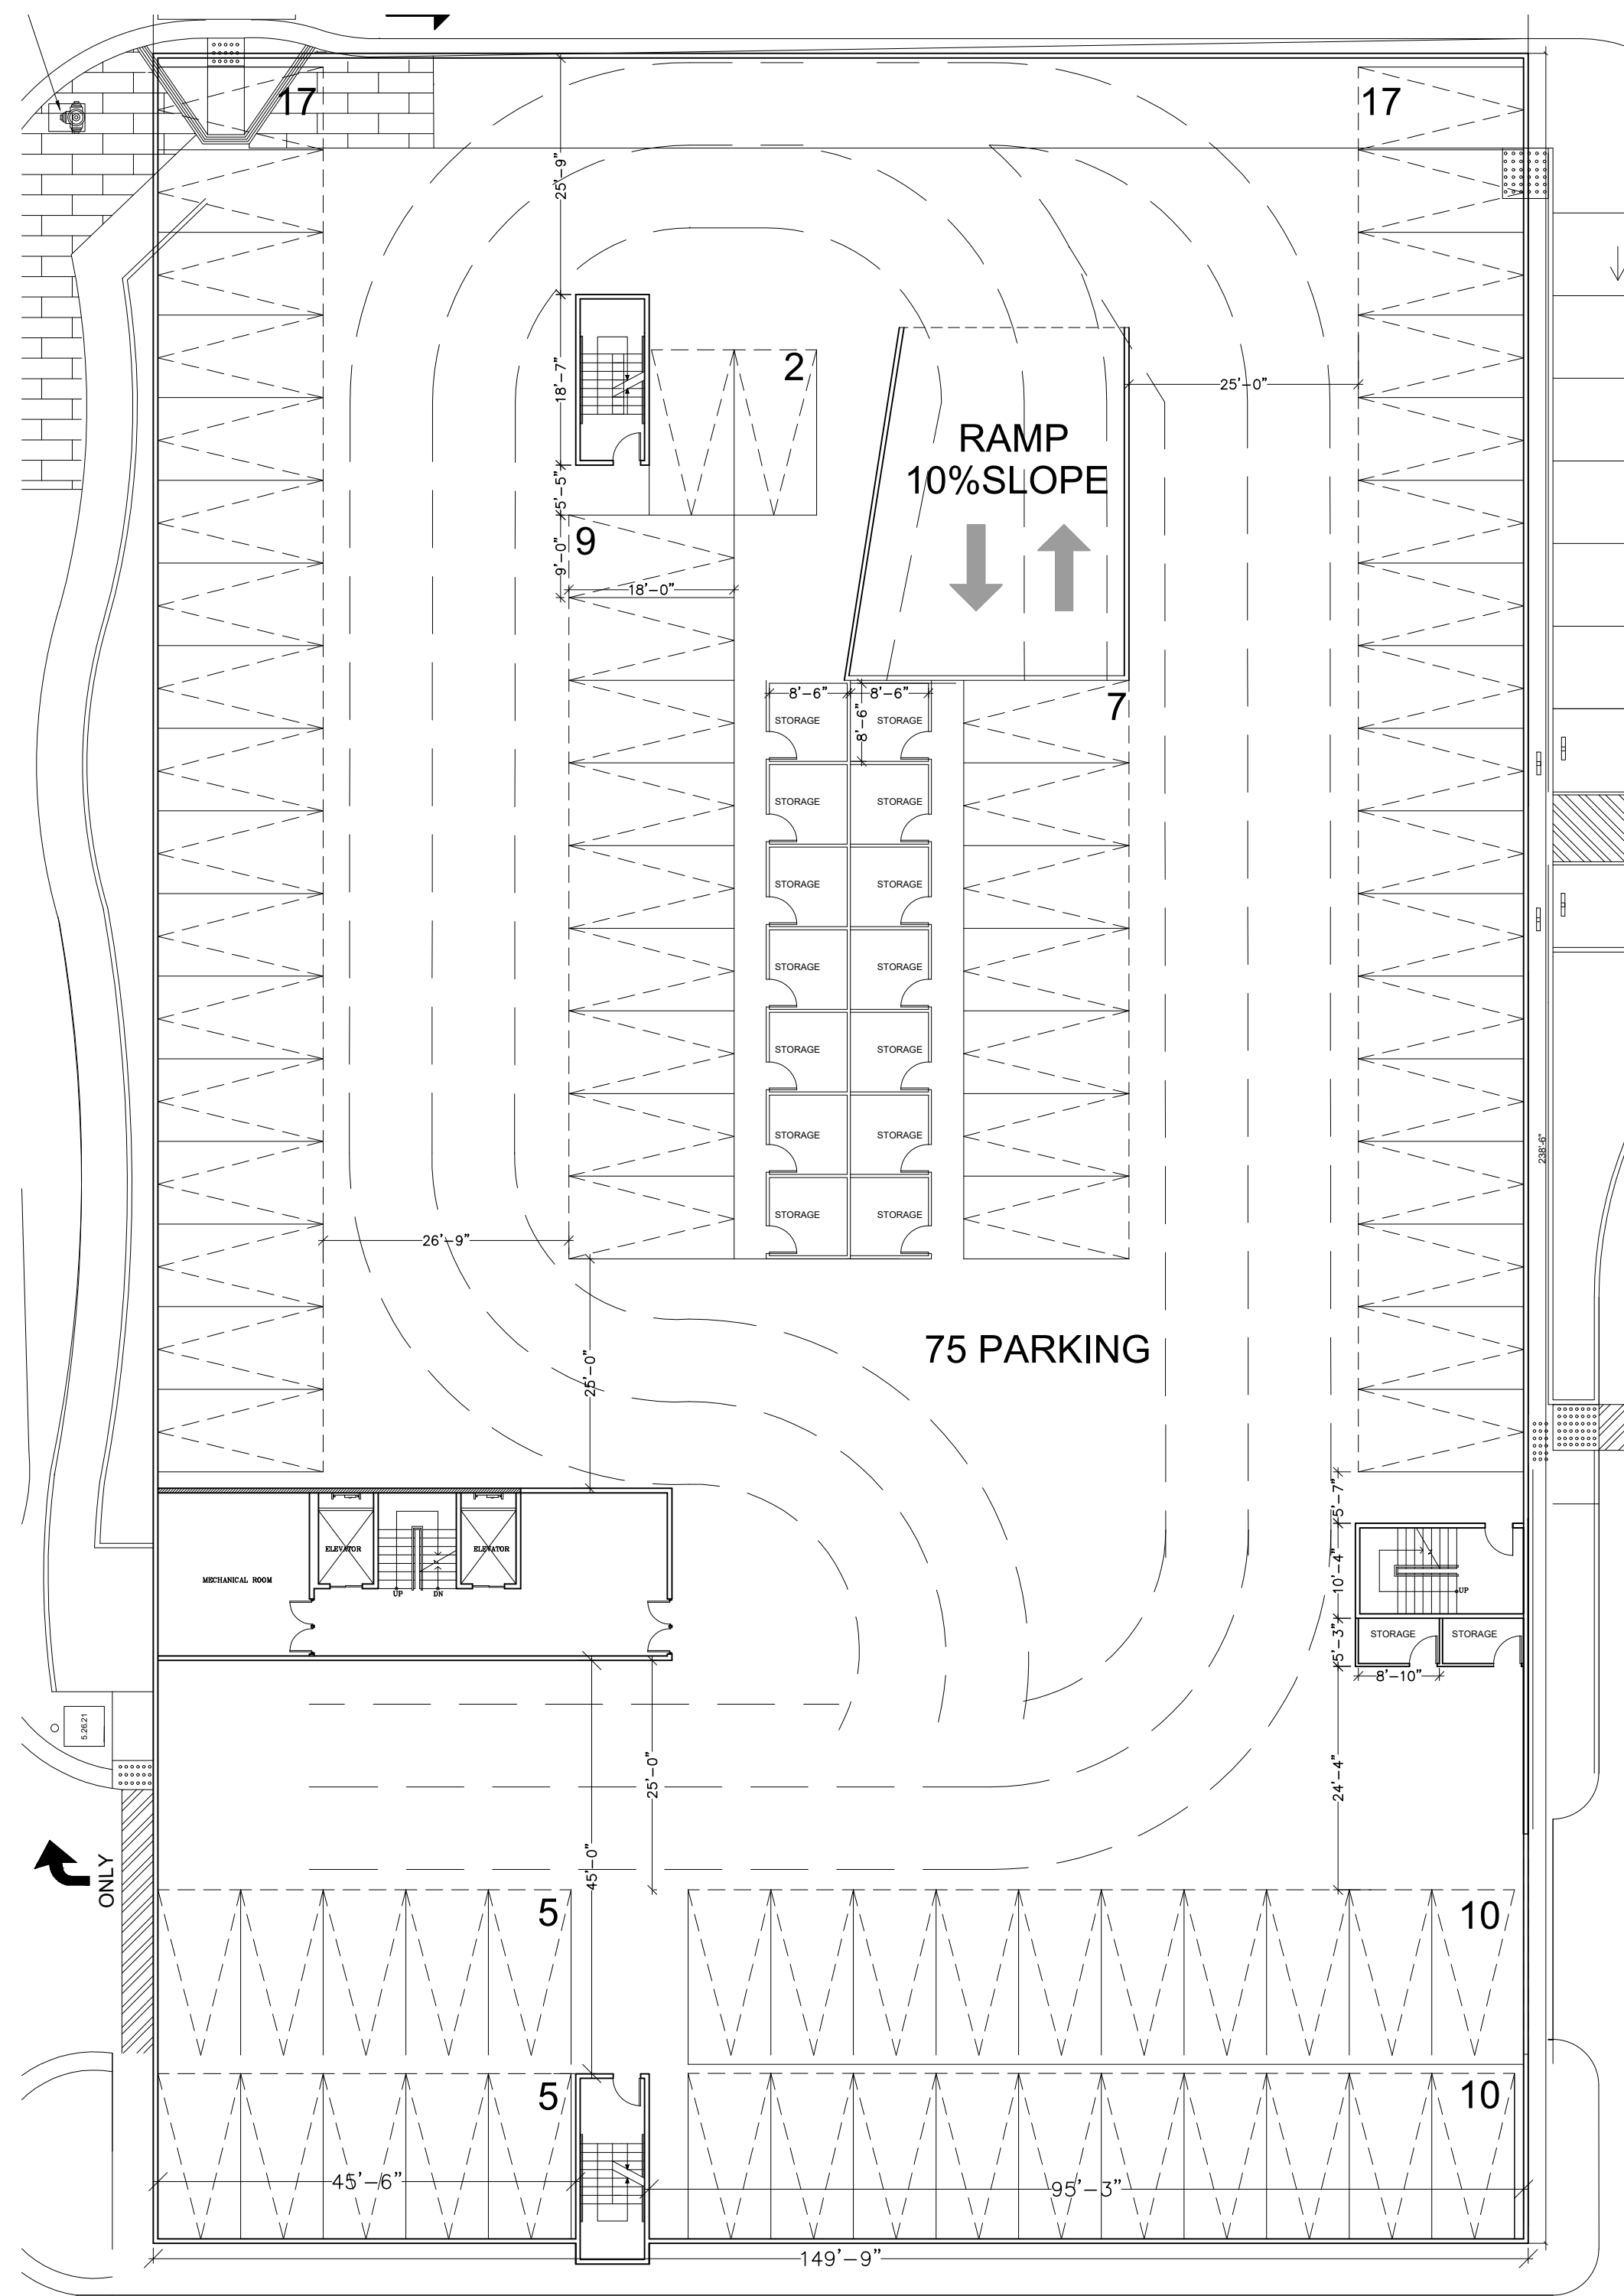 17
17
25'-9"
2
18'-7"
25'-0"
RAMP
10%SLOPE
5'-5"
9
9'-0"
18'-0"
8'-6"
8'-6"
7
8'-6"
STORAGE
STORAGE
STORAGE
STORAGE
STORAGE
STORAGE
STORAGE
STORAGE
STORAGE
STORAGE
238'-6"
STORAGE
STORAGE
STORAGE
STORAGE
26'-9"
75 PARKING
25'-0"
5'-7"
ELEVATOR
ELEVATOR
MECHANICAL ROOM
UP
DN
10'-4"
UP
5'-3"
STORAGE
STORAGE
8'-10"
5.26.21
25'-0"
24'-4"
45'-0"
ONLY
5
10
5
10
45'-6"
95'-3"
149'-9"